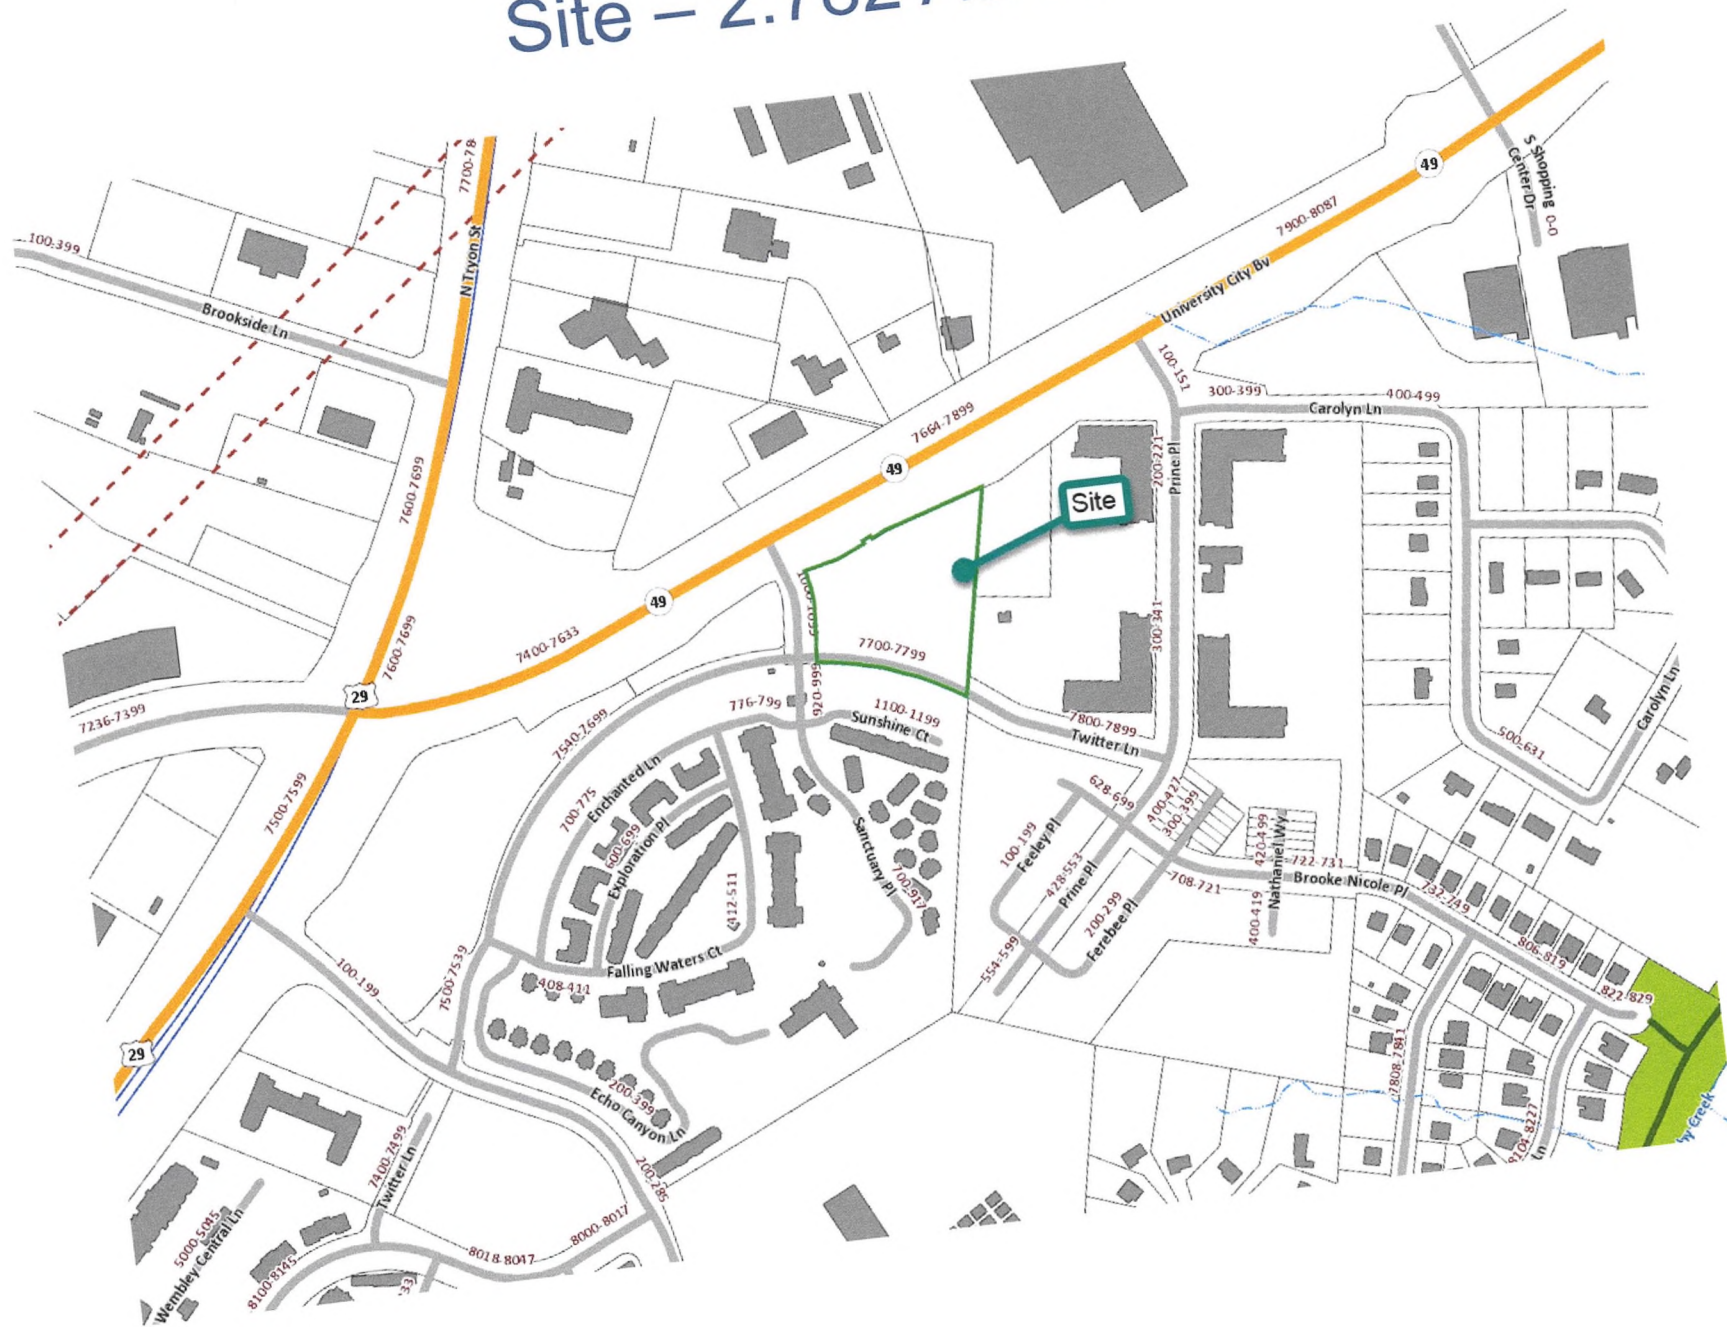 Site – 2.782
7700-78
N Tryon St
100-399
Brookside Ln
49
S Shopping
Center Dr
0-0
7900-8087
University City Bv
100-151
300-399
400-499
Carolyn Ln
7664-7899
49
200-221
Prine Pl
Site
7600-7699
49
7600-7699
7400-7633
7700-7799
300-341
29
7236-7399
920-999
776-799
1100-1199
Sunshine Ct
7800-7899
Twitter Ln
7540-7699
Carolyn Ln
500-631
7500-7599
700-775
Enchanted Ln
600-699
Exploration Pl
412-511
Sanctuary Pl
700-917
628-699
400-427
300-399
100-199
Feeley Pl
428-553
Prine Pl
200-299
Ferebee Pl
554-599
708-721
420-499
Nathaniel Wy
400-419
722-731
Brooke Nicole Pl
732-749
806-819
822-829
100-199
7500-7539
Falling Waters Ct
408-411
29
7808-7841
8104-8227
Ln
200-399
Echo Canyon Ln
200-285
7400-7499
Twitter Ln
5000-5045
Wembley Central Ln
8100-8145
8018-8047
8000-8017